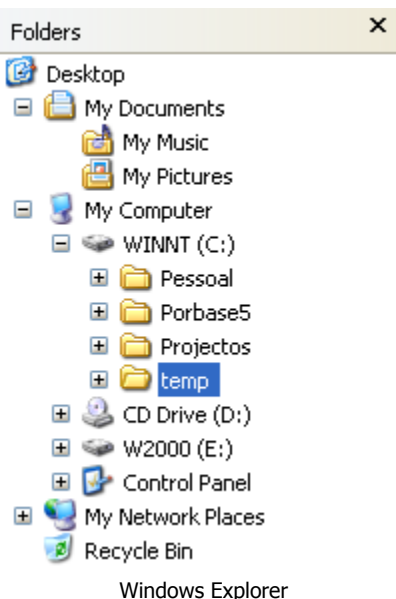 Folders
Desktop
My Documents
My Music
My Pictures
My Computer
WINNT (C:)
Pessoal
Porbase5
Projectos
temp
CD Drive (D:)
W2000 (E:)
Control Panel
My Network Places
Recycle Bin
Windows Explorer